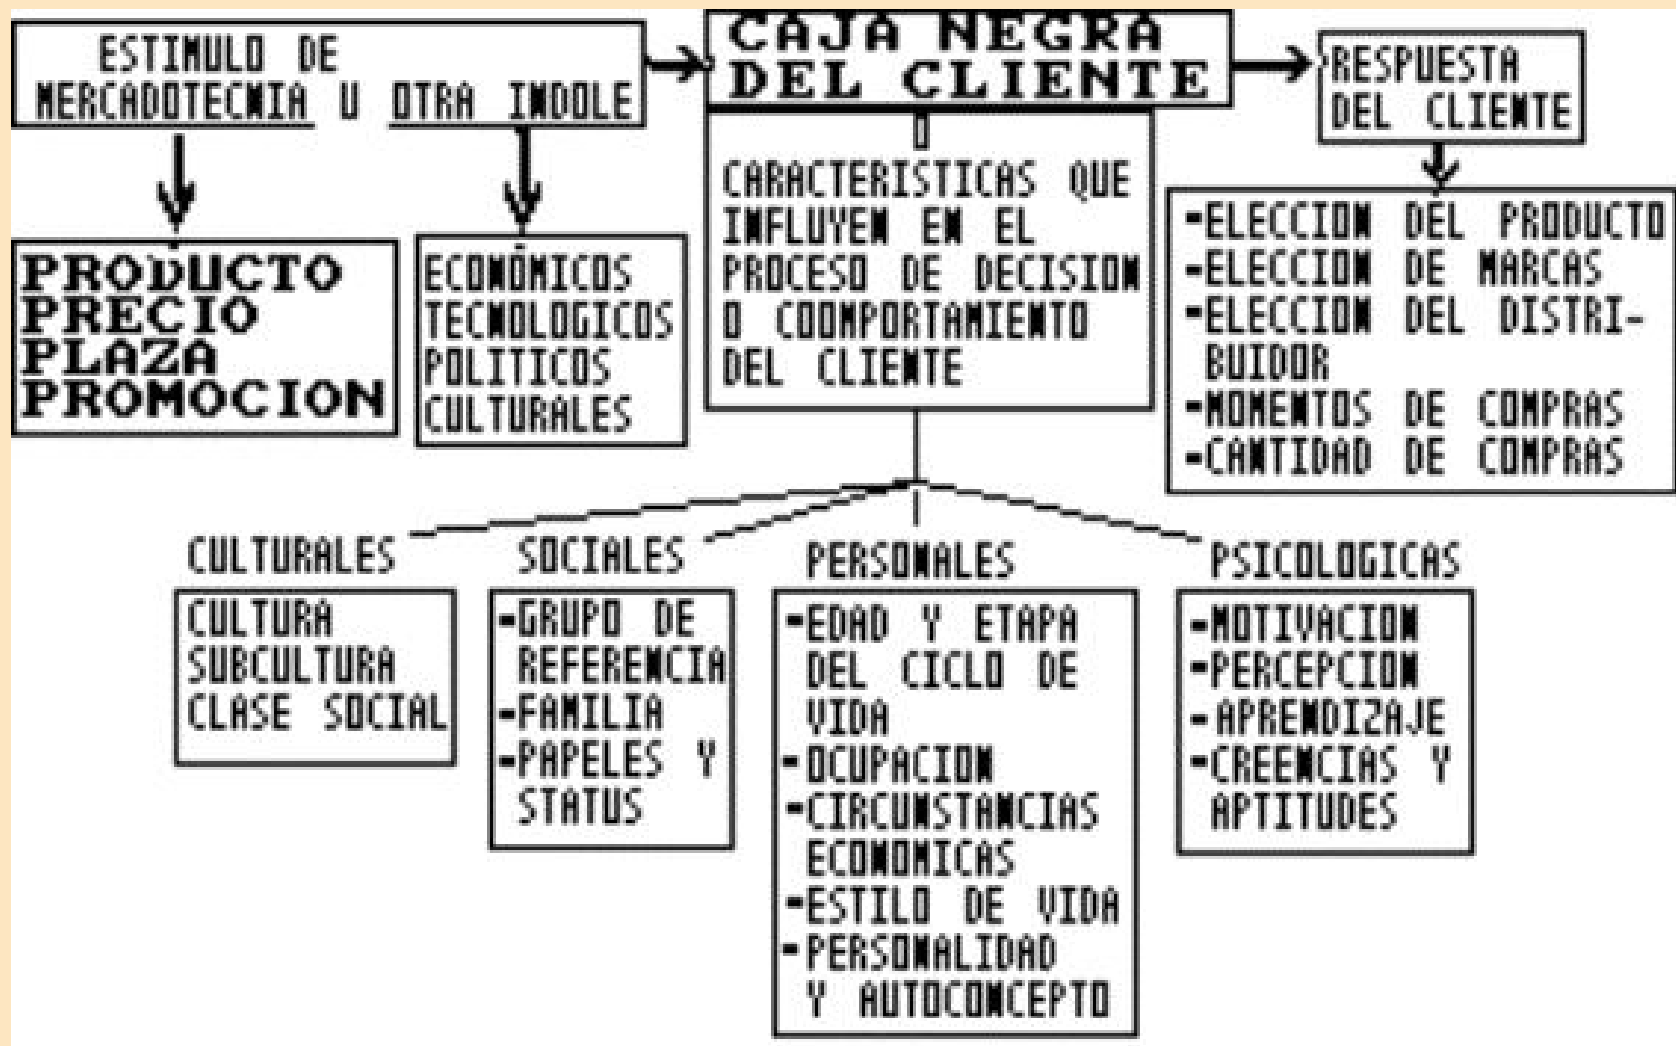 ESTIMULO DE
MERCADOTECNIA U OTRA INDOLE
PRODUCTO
PRECIO
PLAZA
PROMOCION
ECONÓMICOS
TECNOLOGICOS
POLITICOS
CULTURALES
CAJA NEGRA
DEL CLIENTE
CARACTERISTICAS QUE
INFLUYEN EN EL
PROCESO DE DECISION
O COOMPORTAMIENTO
DEL CLIENTE
RESPUESTA
DEL CLIENTE
-ELECCION DEL PRODUCTO
-ELECCION DE MARCAS
-ELECCION DEL DISTRI-
BUIDOR
-MOMENTOS DE COMPRAS
-CANTIDAD DE COMPRAS
CULTURALES
CULTURA
SUBCULTURA
CLASE SOCIAL
SOCIALES
-GRUPO DE
REFERENCIA
-FAMILIA
-PAPELES Y
STATUS
PERSONALES
-EDAD Y ETAPA
DEL CICLO DE
VIDA
-OCUPACION
-CIRCUNSTANCIAS
ECONOMICAS
-ESTILO DE VIDA
-PERSONALIDAD
Y AUTOCONCEPTO
PSICOLOGICAS
-MOTIVACION
-PERCEPCION
-APRENDIZAJE
-CREENCIAS Y
APTITUDES